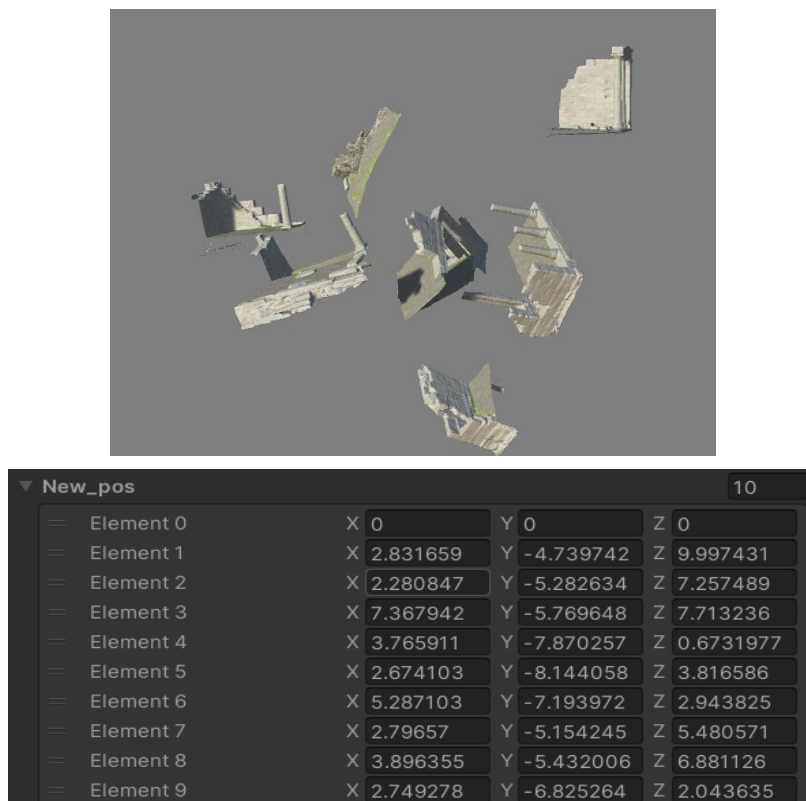 New_pos 10
Element 0 X 0 Y 0 Z 0
Element 1 X 2.831659 Y -4.739742 Z 9.997431
Element 2 X 2.280847 Y -5.282634 Z 7.257489
Element 3 X 7.367942 Y -5.769648 Z 7.713236
Element 4 X 3.765911 Y -7.870257 Z 0.6731977
Element 5 X 2.674103 Y -8.144058 Z 3.816586
Element 6 X 5.287103 Y -7.193972 Z 2.943825
Element 7 X 2.79657 Y -5.154245 Z 5.480571
Element 8 X 3.896355 Y -5.432006 Z 6.881126
Element 9 X 2.749278 Y -6.825264 Z 2.043635